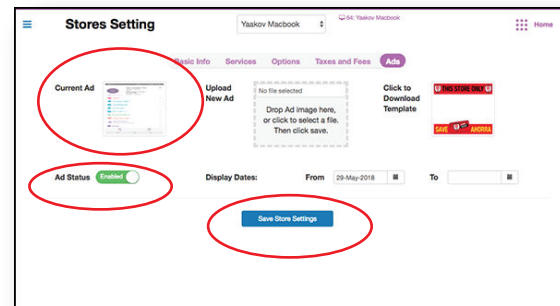 Stores Setting
Yaakov Macbook
54: Yaakov Macbook
Home
Basic Info
Services
Options
Taxes and Fees
Ads
Current Ad
Upload
New Ad
No file selected
Drop Ad image here,
or click to select a file.
Then click save.
Click to
Download
Template
THIS STORE ONLY
SAVE
AHORRA
Ad Status
Enabled
Display Dates:
From
29-May-2018
To
Save Store Settings